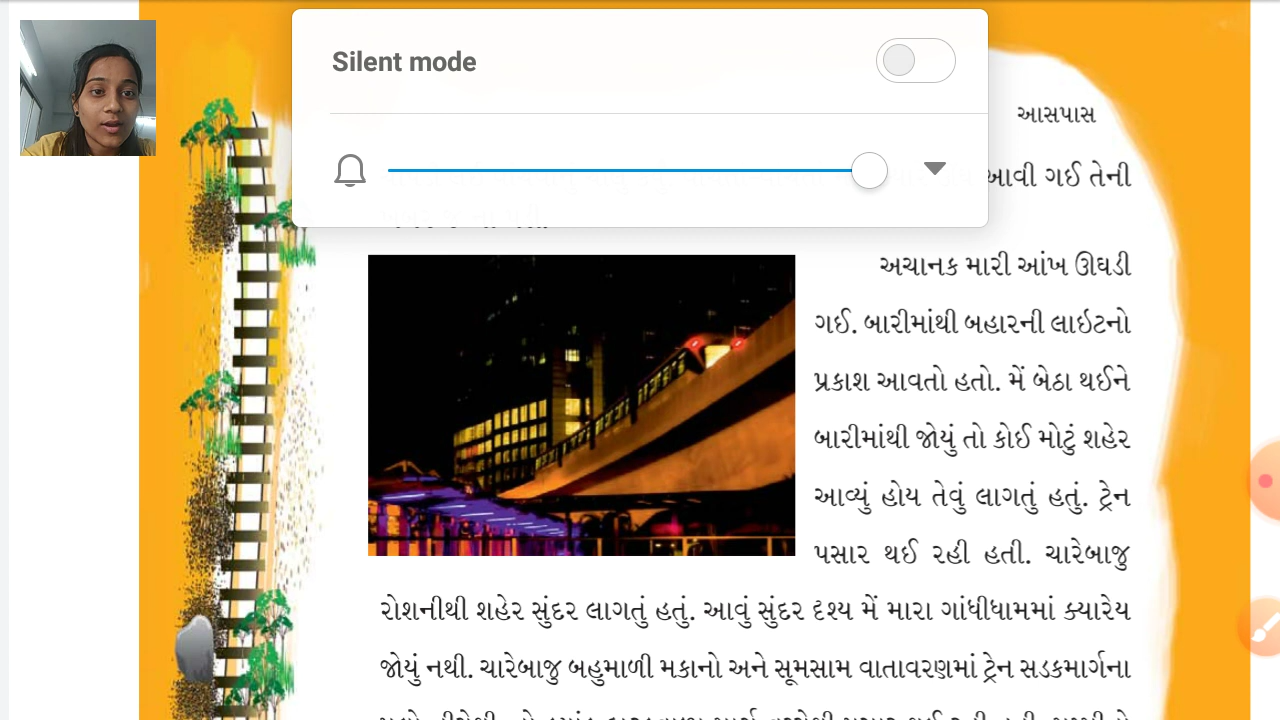 Silent mode
આસપાસ
આવી ગઈ તેની
અચાનક મારી આંખ ઊઘડી
ગઈ. બારીમાંથી બહારની લાઇટનો
પ્રકાશ આવતો હતો. મેં બેઠા થઈને
બારીમાંથી જોયું તો કોઈ મોટું શહેર
આવ્યું હોય તેવું લાગતું હતું. ટ્રેન
પસાર થઈ રહી હતી. ચારેબાજુ
રોશનીથી શહેર સુંદર લાગતું હતું. આવું સુંદર દૃશ્ય મેં મારા ગાંધીધામમાં ક્યારેય
જોયું નથી. ચારેબાજુ બહુમાળી મકાનો અને સૂમસામ વાતાવરણમાં ટ્રેન સડકમાર્ગના